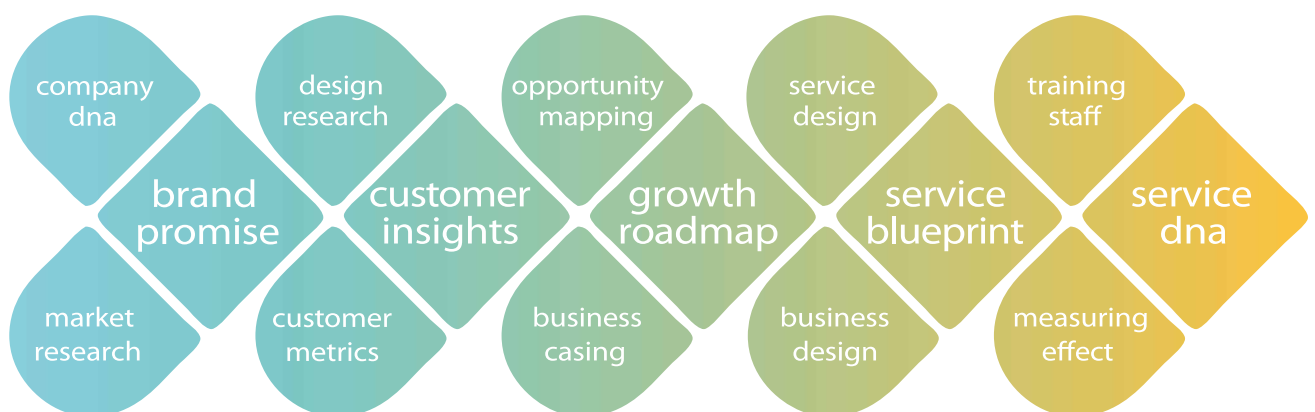 company
dna
design
research
opportunity
mapping
service
design
training
staff
brand
promise
customer
insights
growth
roadmap
service
blueprint
service
dna
market
research
customer
metrics
business
casing
business
design
measuring
effect